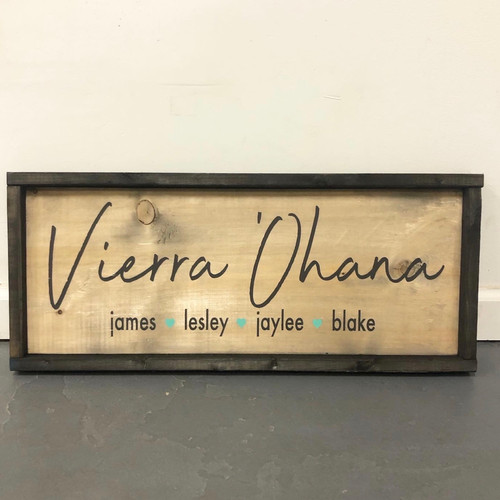 Vierra 'Ohana
james ♥ lesley ♥ jaylee ♥ blake